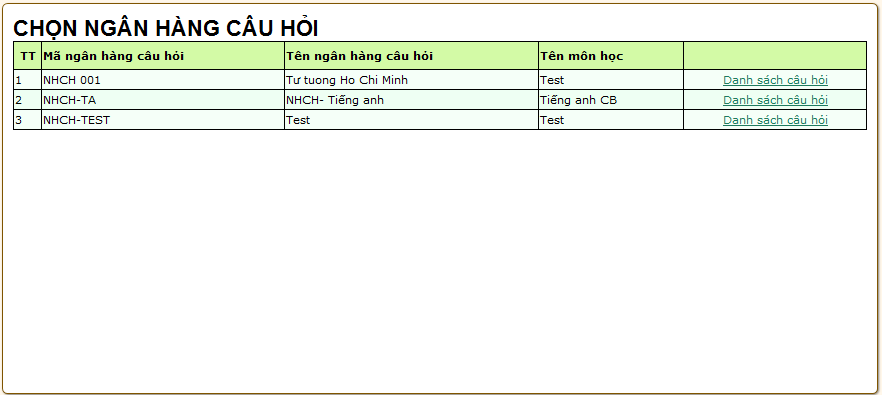 CHỌN NGÂN HÀNG CÂU HỎI
TT Mã ngân hàng câu hỏi Tên ngân hàng câu hỏi Tên môn học
1 NHCH 001 Tư tuong Ho Chi Minh Test Danh sách câu hỏi
2 NHCH-TA NHCH- Tiếng anh Tiếng anh CB Danh sách câu hỏi
3 NHCH-TEST Test Test Danh sách câu hỏi